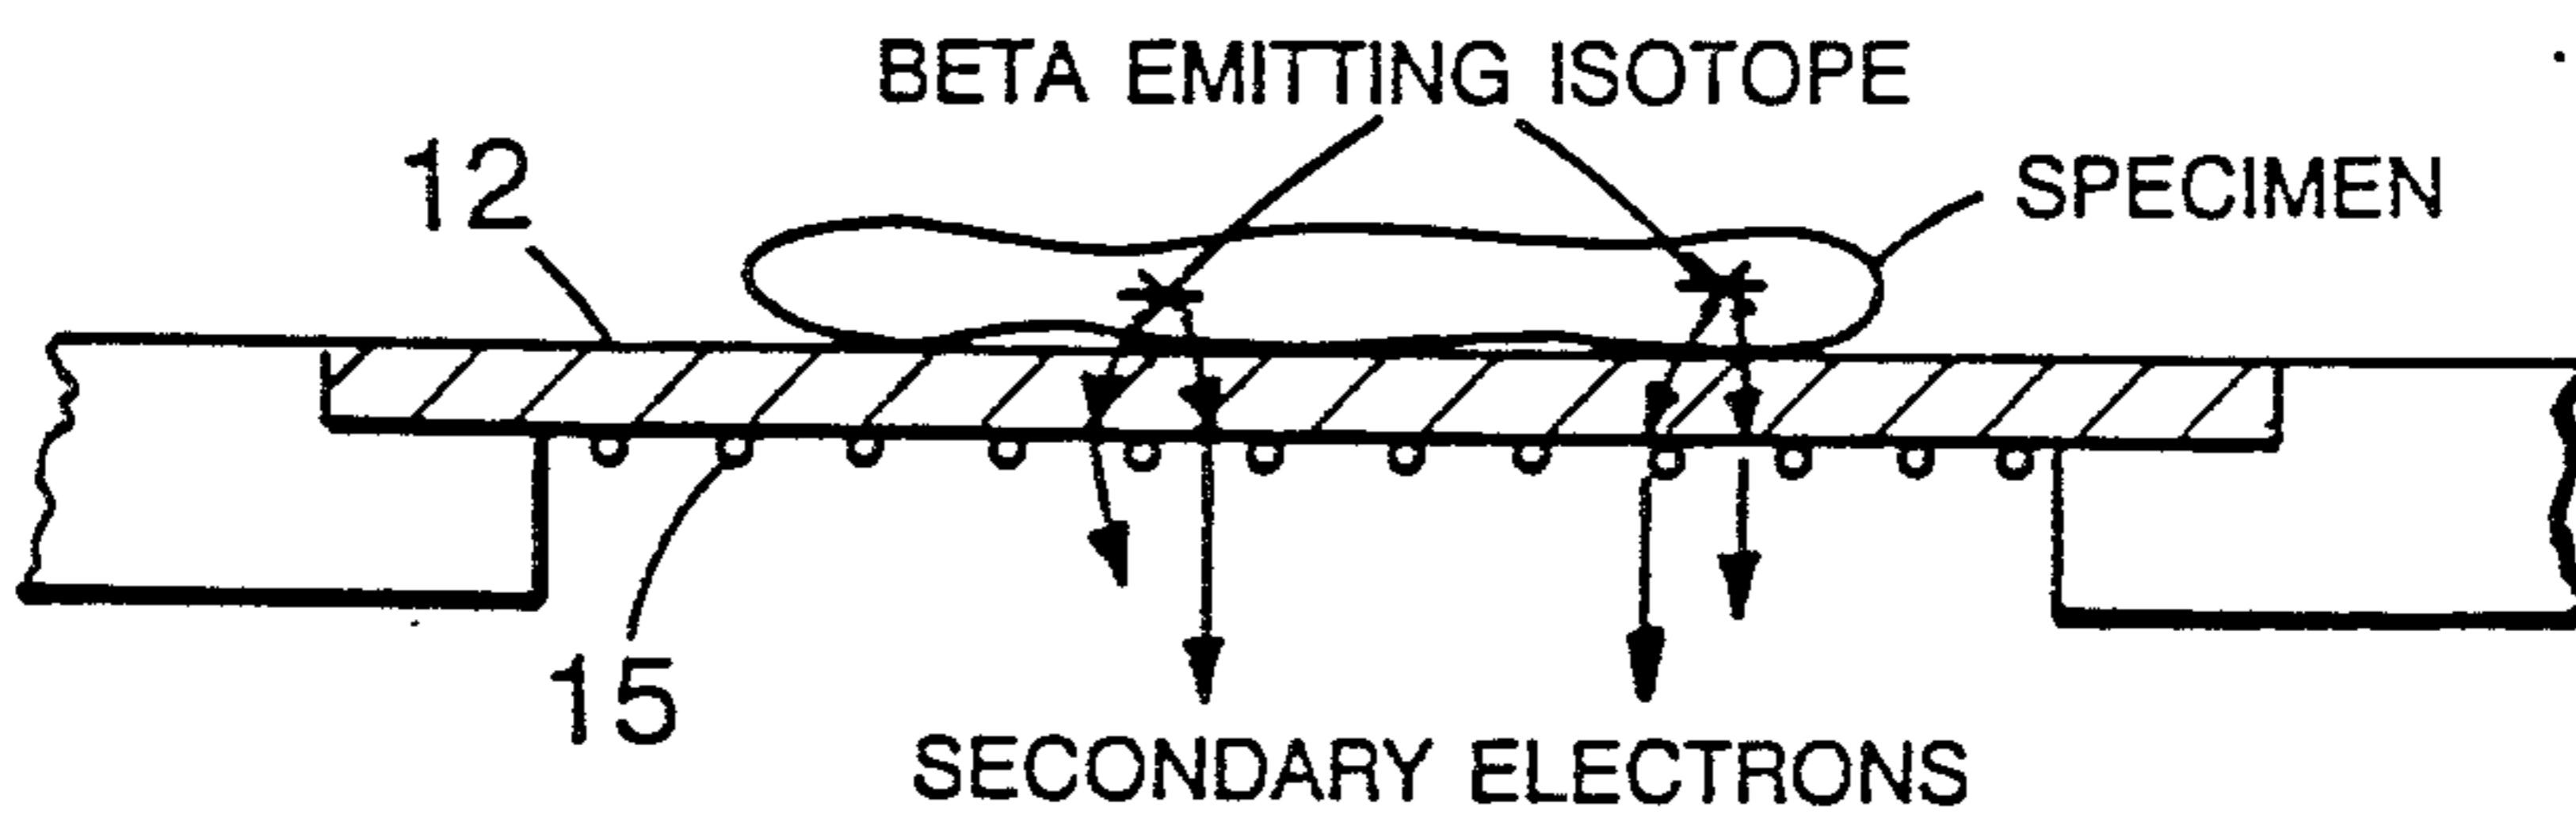 BETA EMITTING ISOTOPE
12
SPECIMEN
15
SECONDARY ELECTRONS